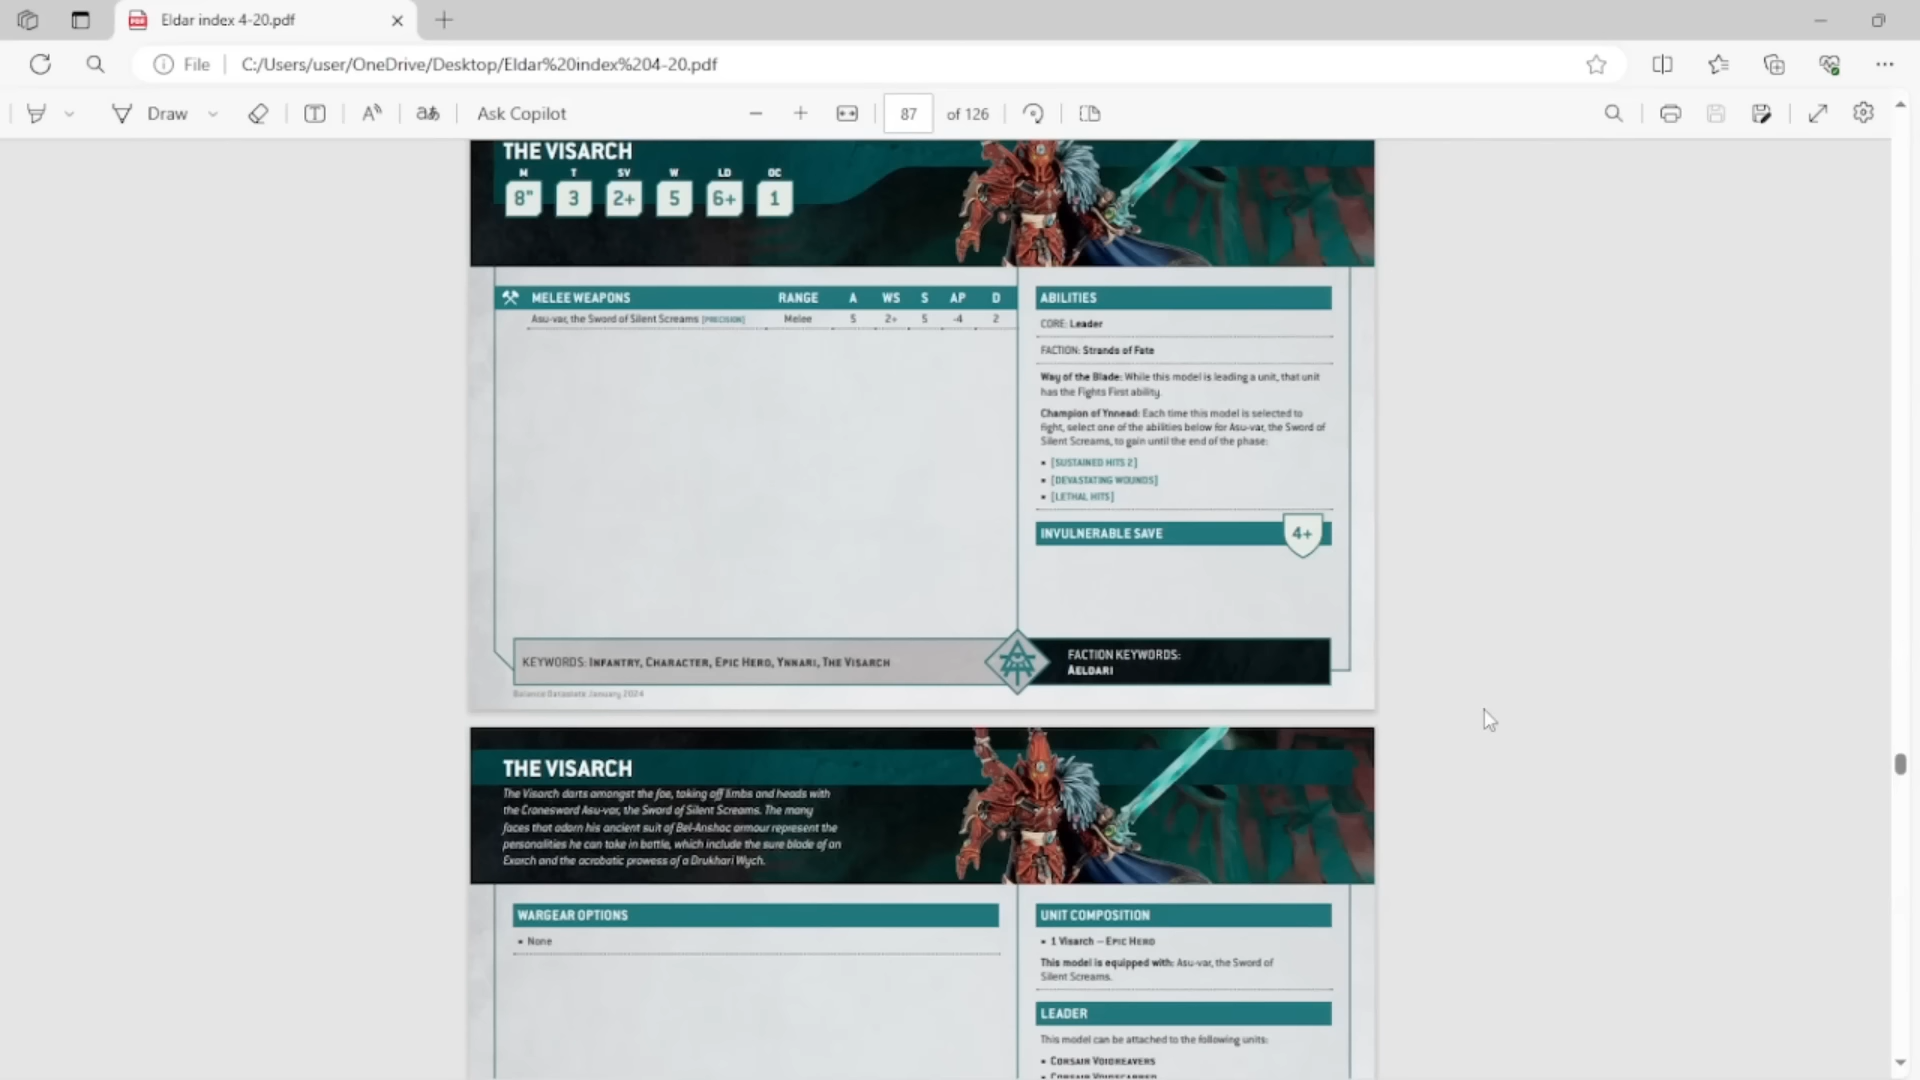 Eldar index 4-20.pdf
File
C:/Users/user/OneDrive/Desktop/Eldar%20index%204-20.pdf
Draw
Ask Copilot
87 of 126
THE VISARCH
M T SV W LD OC
8" 3 2+ 5 6+ 1
MELEE WEAPONS RANGE A WS S AP D
Asu-var, the Sword of Silent Screams [PRECISION] Melee 5 2+ 5 -4 2
ABILITIES
CORE: Leader
FACTION: Strands of Fate
Way of the Blade: While this model is leading a unit, that unit
has the Fights First ability.
Champion of Ynnead: Each time this model is selected to
fight, select one of the abilities below for Asu-var, the Sword of
Silent Screams, to gain until the end of the phase:
▪ [SUSTAINED HITS 2]
▪ [DEVASTATING WOUNDS]
▪ [LETHAL HITS]
INVULNERABLE SAVE 4+
KEYWORDS: INFANTRY, CHARACTER, EPIC HERO, YNNARI, THE VISARCH
FACTION KEYWORDS:
AELDARI
Balance Dataslate January 2024
THE VISARCH
The Visarch darts amongst the foe, taking off limbs and heads with
the Cronesword Asu-var, the Sword of Silent Screams. The many
faces that adorn his ancient suit of Bel-Anshoc armour represent the
personalities he can take in battle, which include the sure blade of an
Exarch and the acrobatic prowess of a Drukhari Wych.
WARGEAR OPTIONS
▪ None
UNIT COMPOSITION
▪ 1 Visarch – EPIC HERO
This model is equipped with: Asu-var, the Sword of
Silent Screams.
LEADER
This model can be attached to the following units:
▪ CORSAIR VOIDREAVERS
▪ CORSAIR VOIDSCARRED